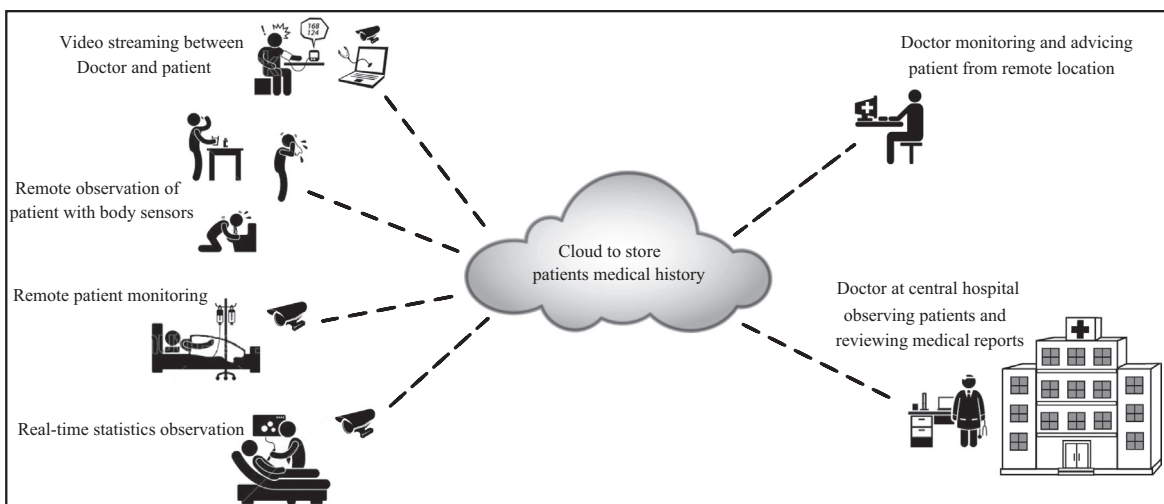 Video streaming between
Doctor and patient
168
124
Remote observation of
patient with body sensors
Remote patient monitoring
Real-time statistics observation
Cloud to store
patients medical history
Doctor monitoring and advicing
patient from remote location
Doctor at central hospital
observing patients and
reviewing medical reports